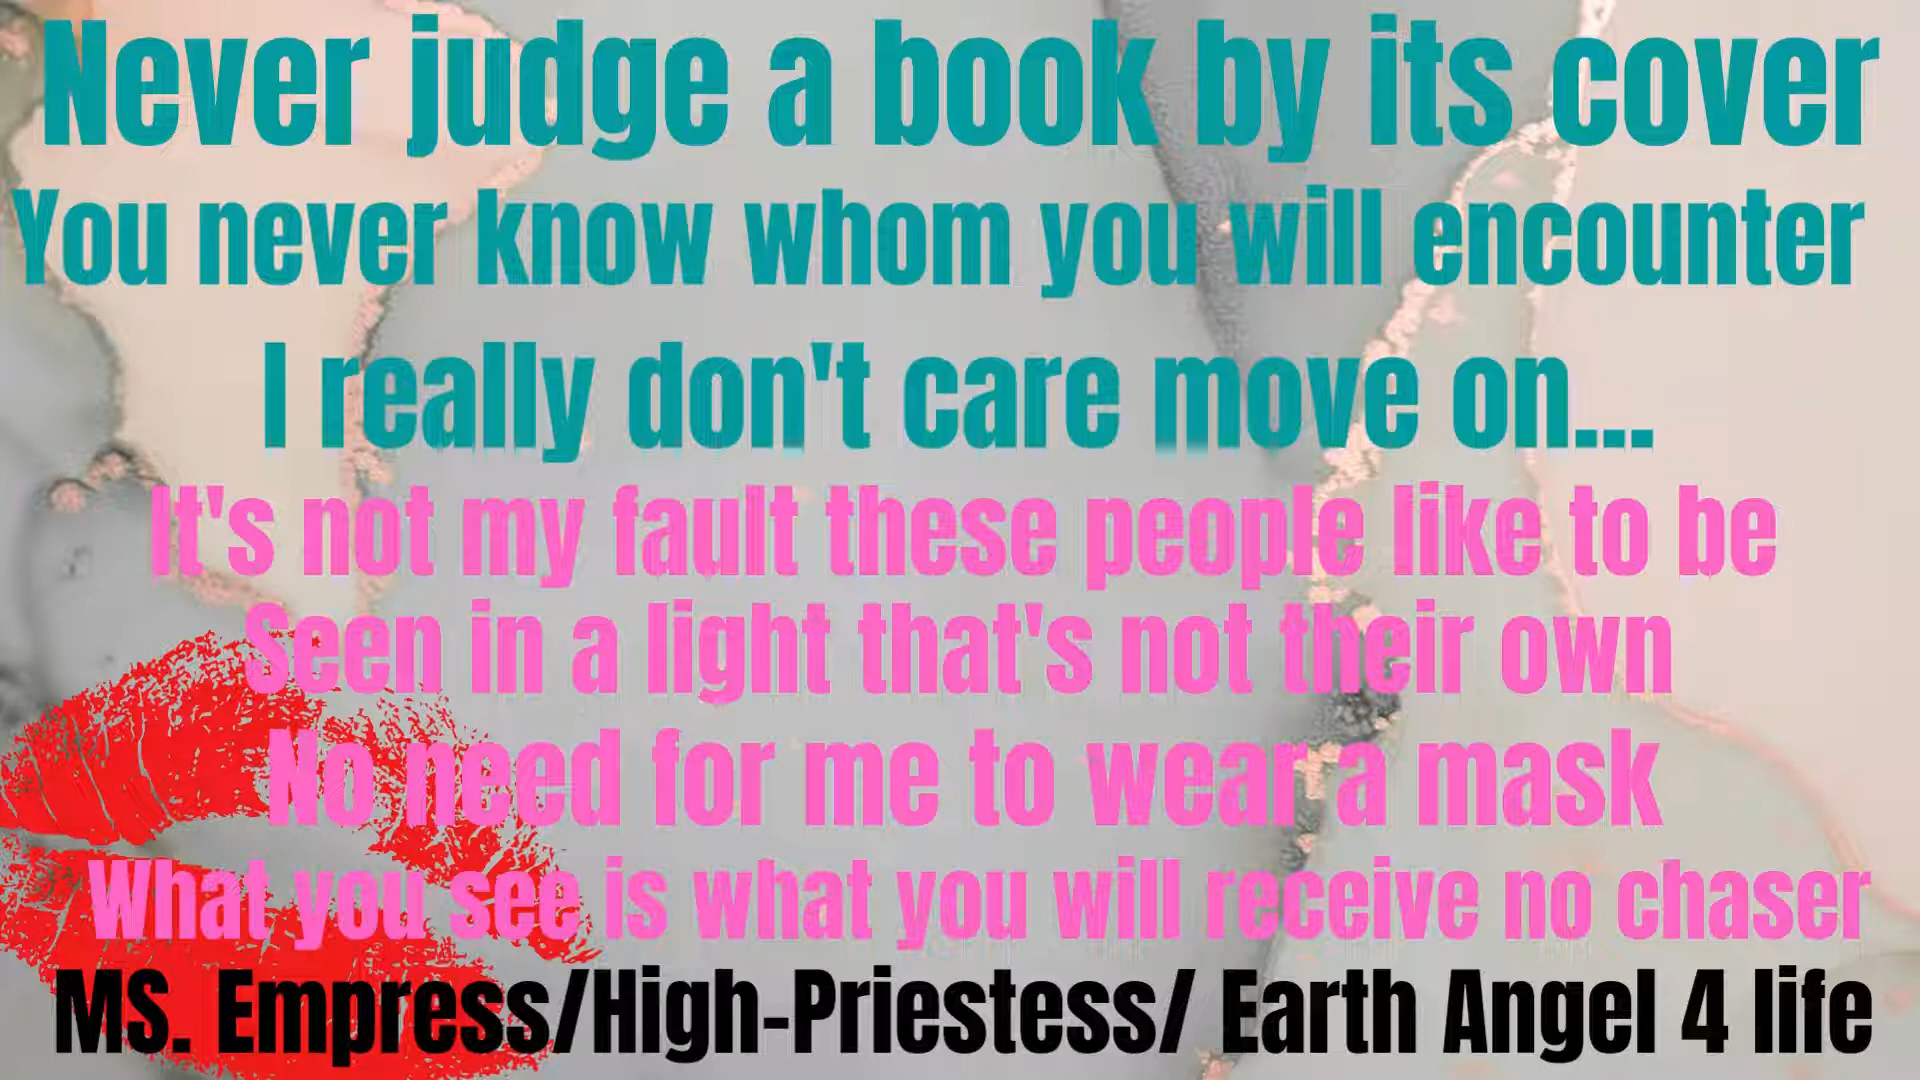 Never judge a book by its cover
You never know whom you will encounter
I really don't care move on...
It's not my fault these people like to be
Seen in a light that's not their own
No need for me to wear a mask
What you see is what you will receive no chaser
MS. Empress/High-Priestess/ Earth Angel 4 life